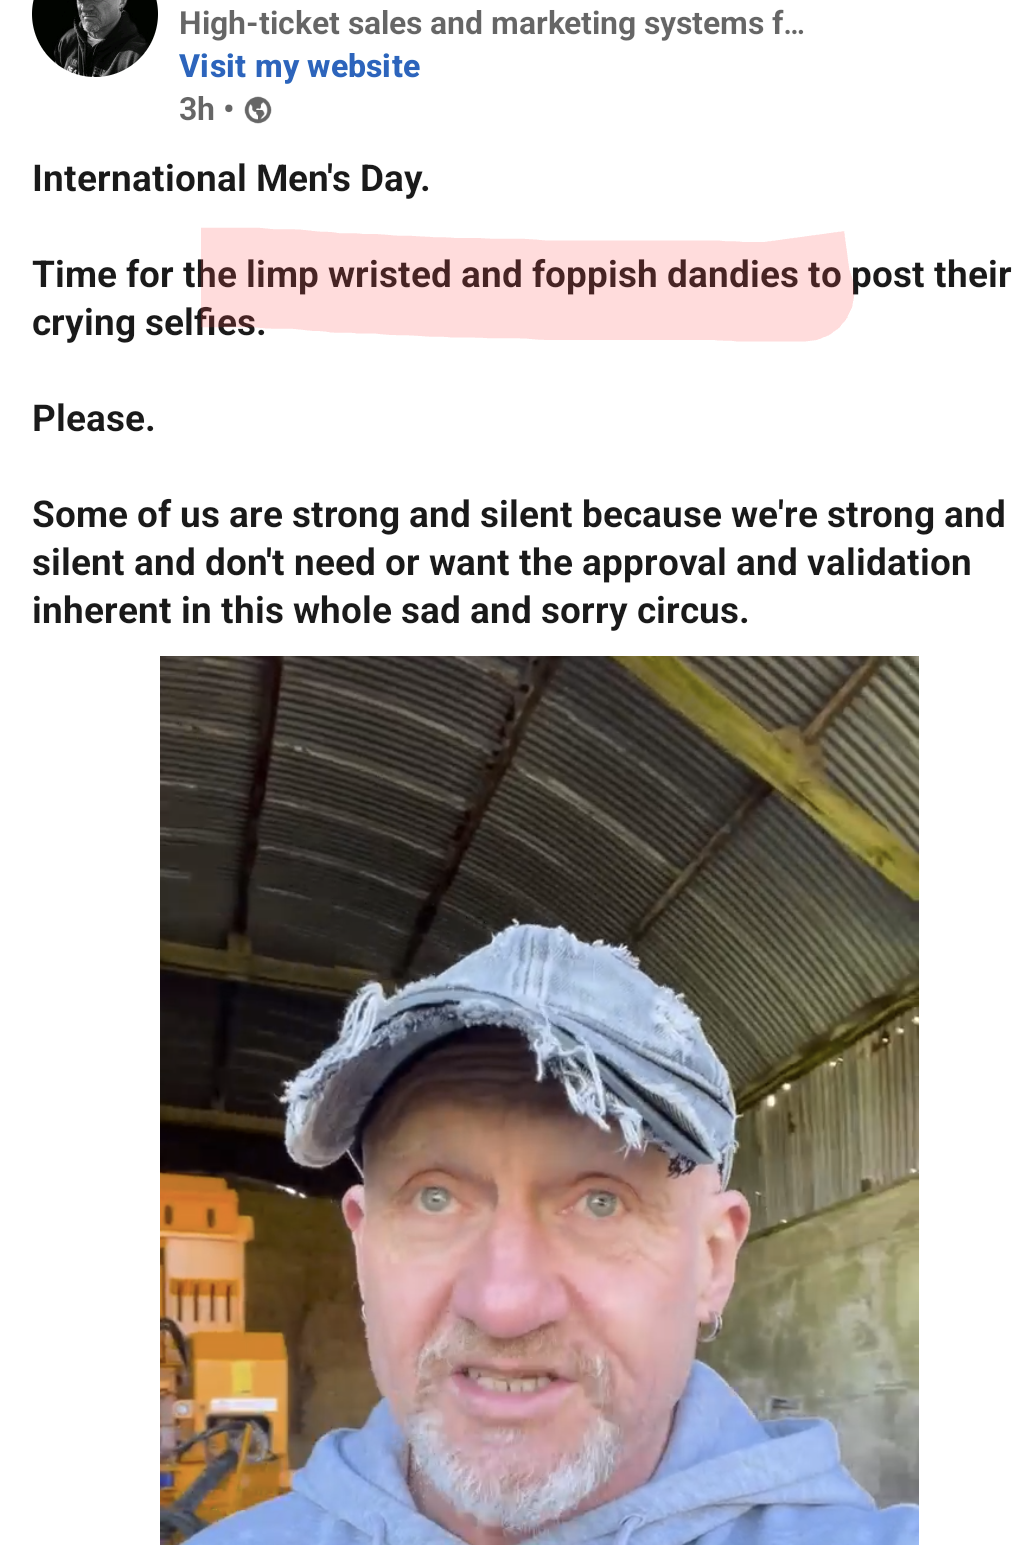 High-ticket sales and marketing systems f...
Visit my website
3h •
International Men's Day.
Time for the limp wristed and foppish dandies to post their
crying selfies.
Please.
Some of us are strong and silent because we're strong and
silent and don't need or want the approval and validation
inherent in this whole sad and sorry circus.